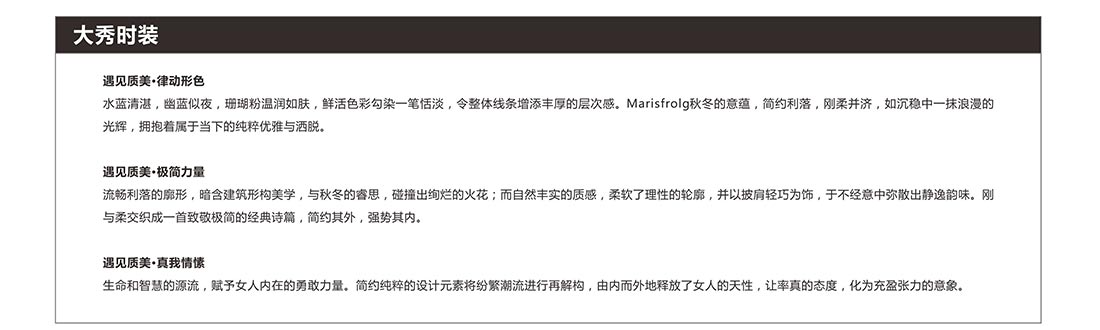 大秀时装
遇见质美·律动形色
水蓝清湛，幽蓝似夜，珊瑚粉温润如肤，鲜活色彩勾染一笔恬淡，令整体线条增添丰厚的层次感。Marisfrolg秋冬的意蕴，简约利落，刚柔并济，如沉稳中一抹浪漫的
光辉，拥抱着属于当下的纯粹优雅与洒脱。
遇见质美·极简力量
流畅利落的廓形，暗含建筑形构美学，与秋冬的睿思，碰撞出绚烂的火花；而自然丰实的质感，柔软了理性的轮廓，并以披肩轻巧为饰，于不经意中弥散出静逸韵味。刚
与柔交织成一首致敬极简的经典诗篇，简约其外，强势其内。
遇见质美·真我情愫
生命和智慧的源流，赋予女人内在的勇敢力量。简约纯粹的设计元素将纷繁潮流进行再解构，由内而外地释放了女人的天性，让率真的态度，化为充盈张力的意象。